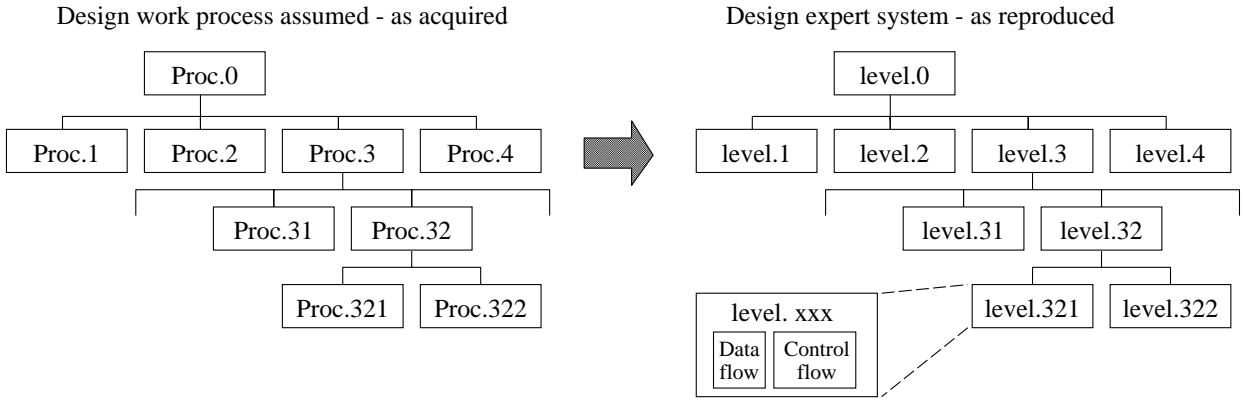 Design work process assumed - as acquired
Design expert system - as reproduced
Proc.0
level.0
Proc.1
Proc.2
Proc.3
Proc.4
level.1
level.2
level.3
level.4
Proc.31
Proc.32
level.31
level.32
Proc.321
Proc.322
level.321
level.322
level. xxx
Data
flow
Control
flow